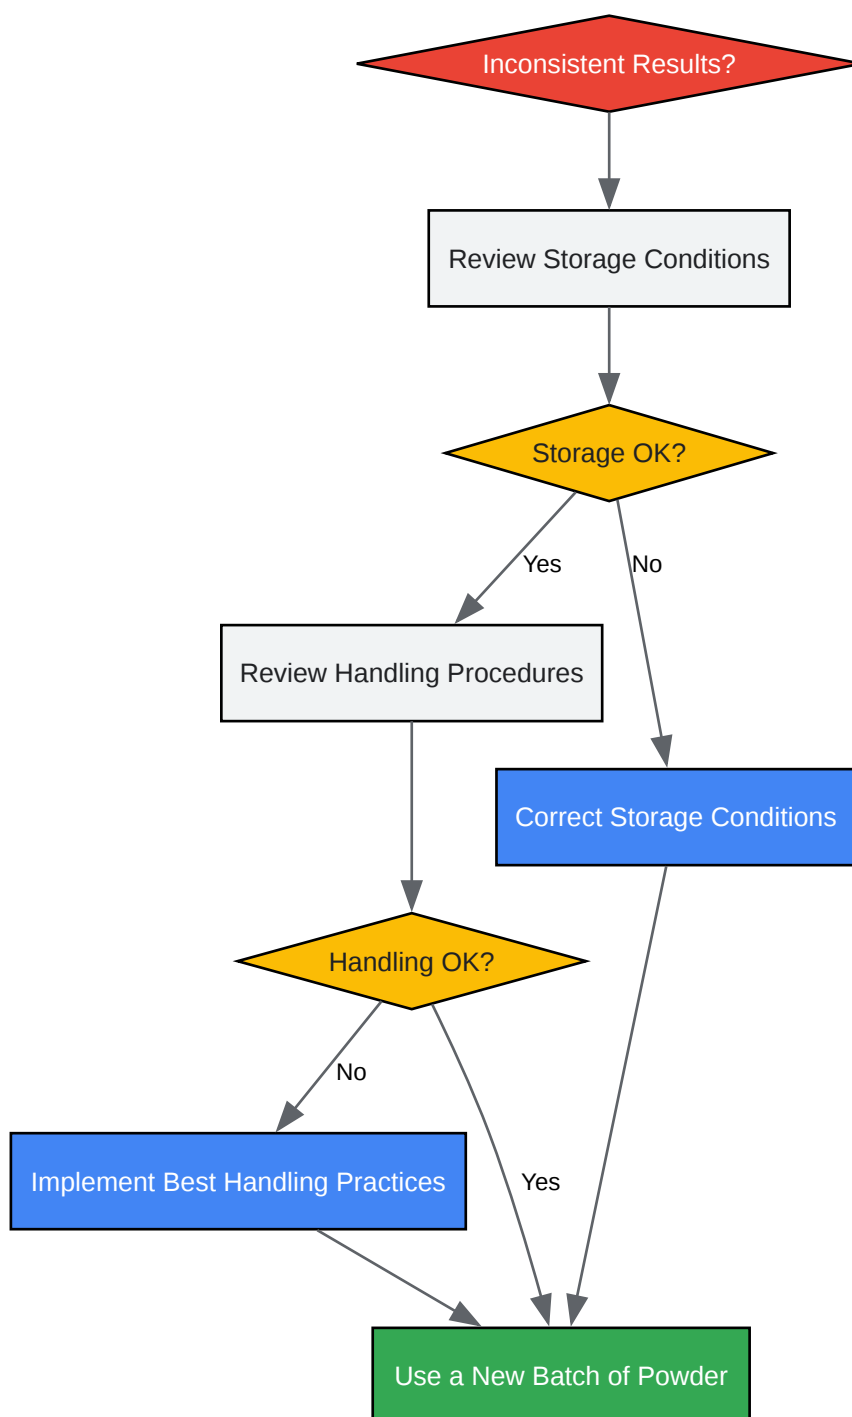 Inconsistent Results?
Review Storage Conditions
Storage OK?
Yes
No
Review Handling Procedures
Correct Storage Conditions
Handling OK?
No
Yes
Implement Best Handling Practices
Use a New Batch of Powder